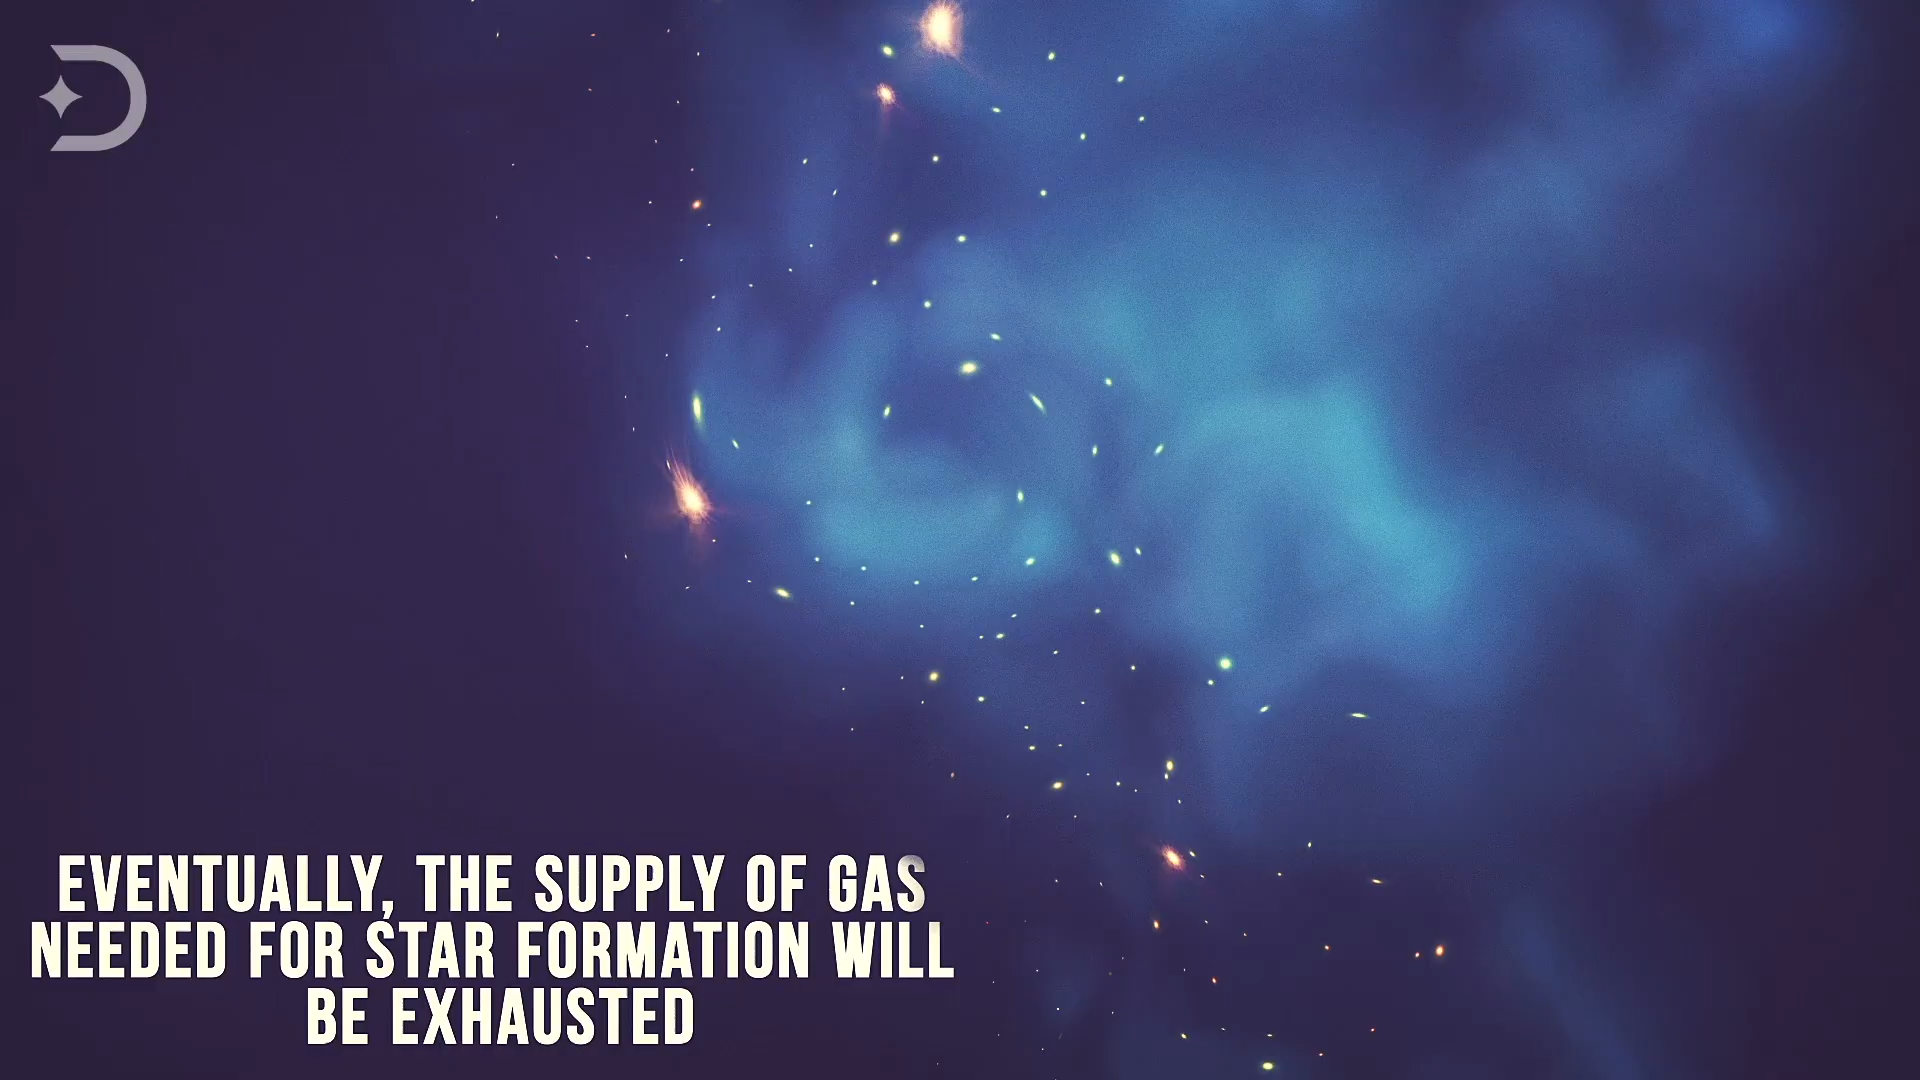 EVENTUALLY, THE SUPPLY OF GAS
NEEDED FOR STAR FORMATION WILL
BE EXHAUSTED